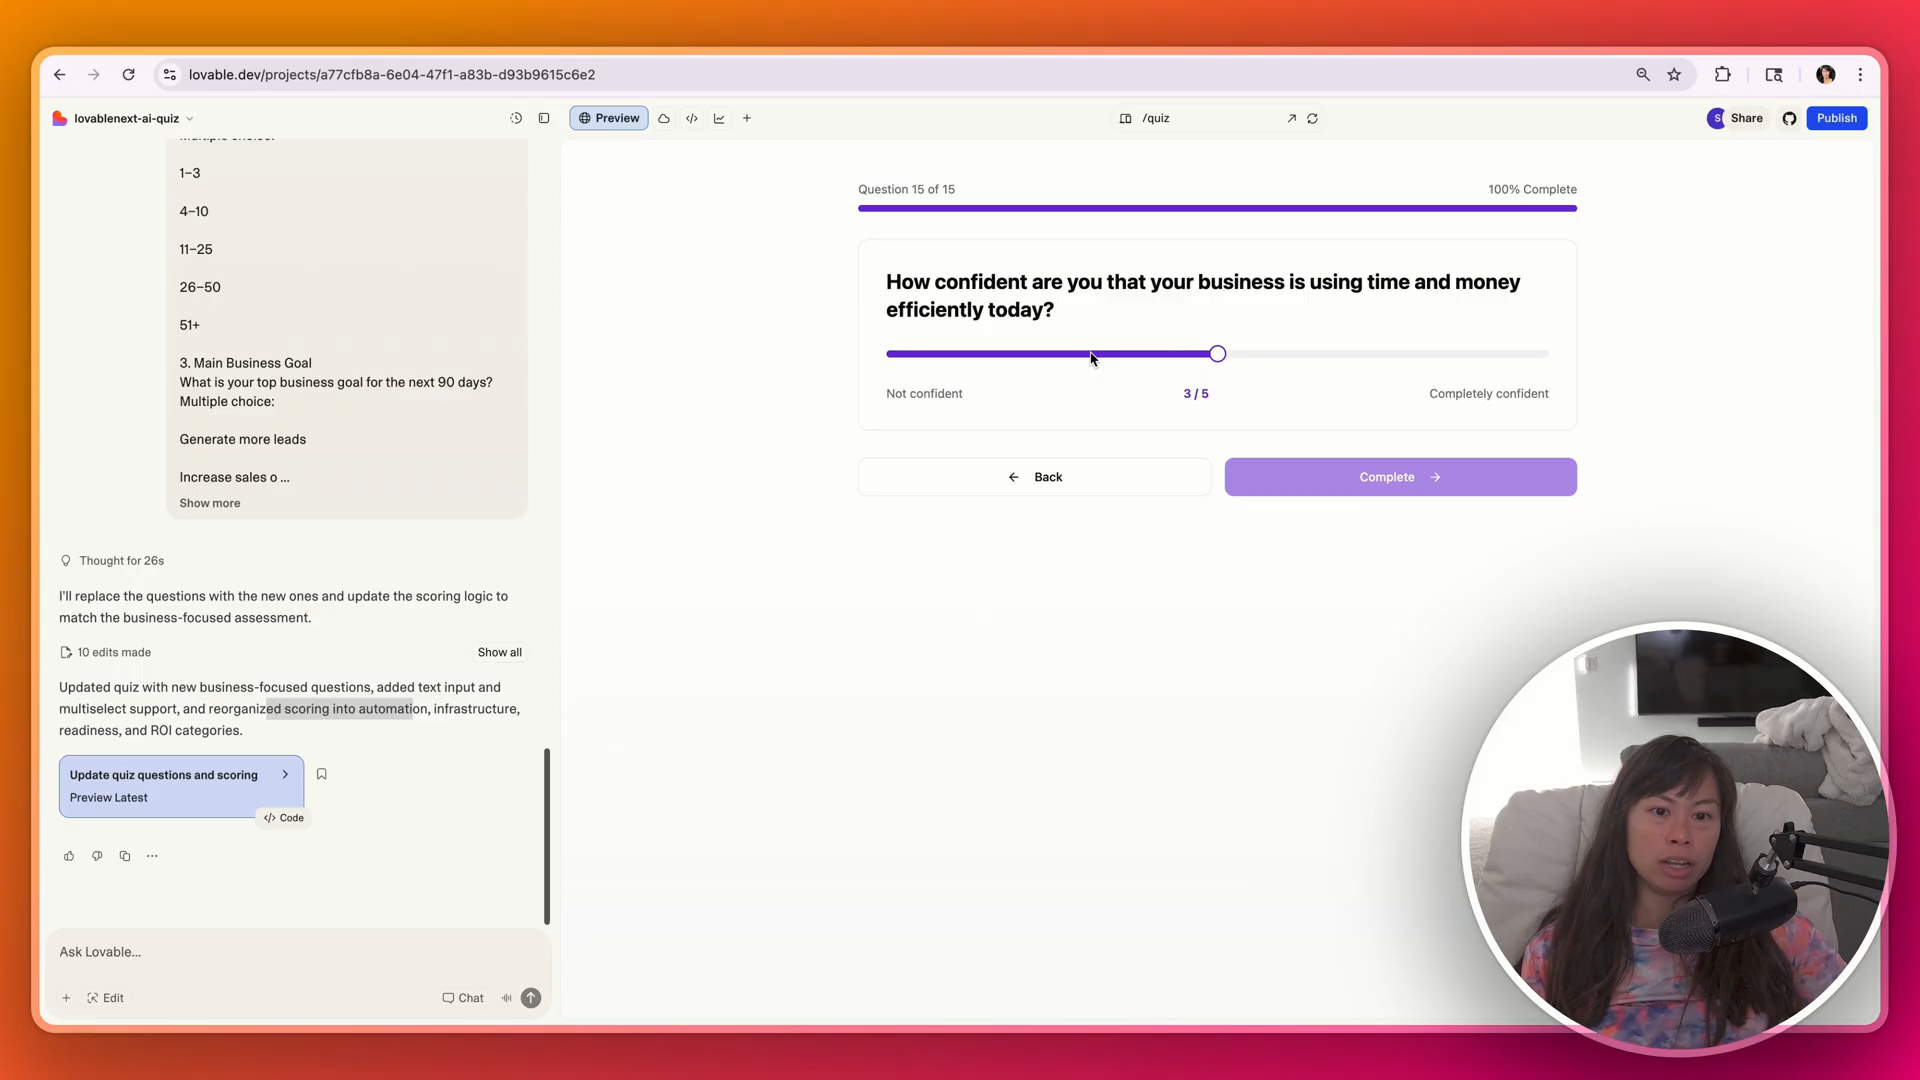 lovable.dev/projects/a77cfb8a-6e04-47f1-a83b-d93b9615c6e2
lovablenext-ai-quiz
Preview
/quiz
S
Share
Publish
Multiple choice:
1–3
4–10
11–25
26–50
51+
3. Main Business Goal
What is your top business goal for the next 90 days?
Multiple choice:
Generate more leads
Increase sales o ...
Show more
Thought for 26s
I'll replace the questions with the new ones and update the scoring logic to
match the business-focused assessment.
10 edits made
Show all
Updated quiz with new business-focused questions, added text input and
multiselect support, and reorganized scoring into automation, infrastructure,
readiness, and ROI categories.
Update quiz questions and scoring
Preview Latest
Code
Ask Lovable...
Edit
Chat
Question 15 of 15
100% Complete
How confident are you that your business is using time and money
efficiently today?
Not confident
3 / 5
Completely confident
Back
Complete